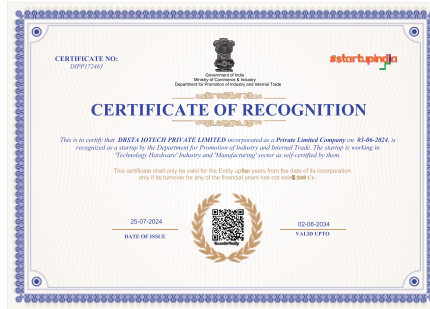 CERTIFICATE NO:
DIPP172463
#startupindia
Government of India
Ministry of Commerce & Industry
Department for Promotion of Industry and Internal Trade
CERTIFICATE OF RECOGNITION
This is to certify that DRSTA IOTECH PRIVATE LIMITED incorporated as a Private Limited Company on 03-06-2024, is
recognized as a startup by the Department for Promotion of Industry and Internal Trade. The startup is working in
'Technology Hardware' Industry and 'Manufacturing' sector as self-certified by them.
This certificate shall only be valid for the Entity up years from the date of its incorporation
only if its turnover for any of the financial years has not Cr.
25-07-2024
DATE OF ISSUE
02-06-2034
VALID UPTO